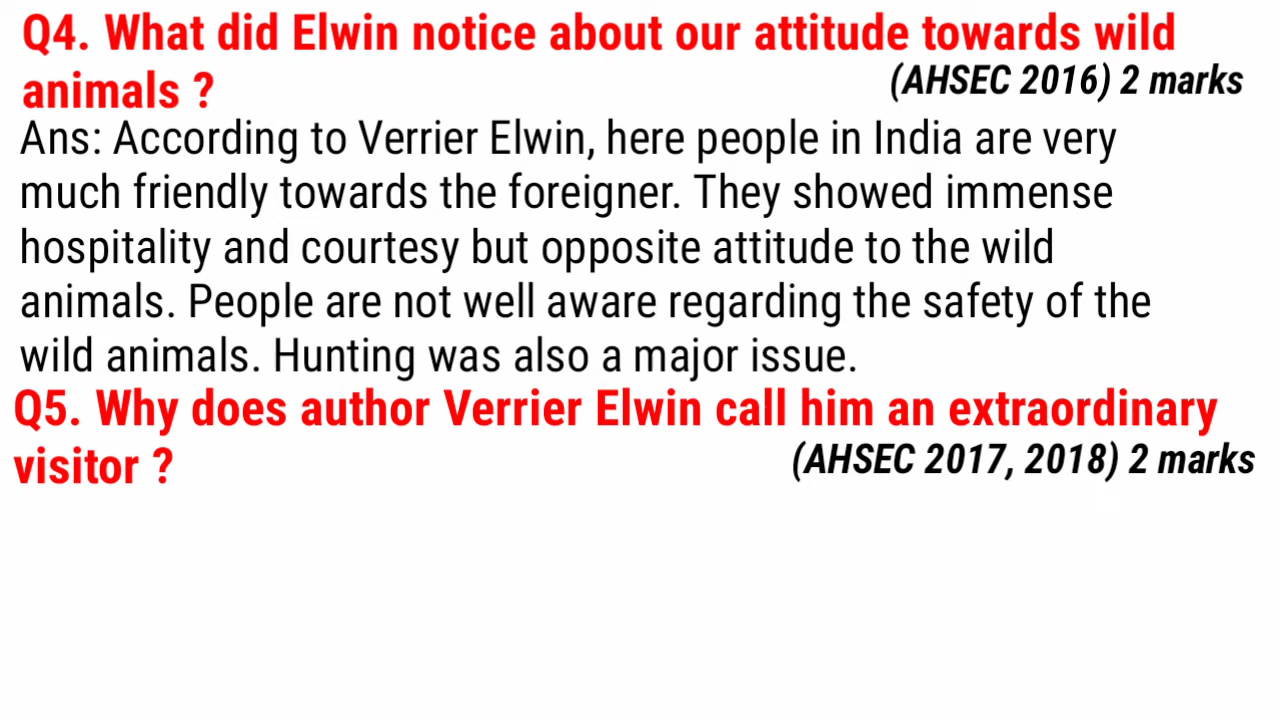 Q4. What did Elwin notice about our attitude towards wild
animals ?
(AHSEC 2016) 2 marks
Ans: According to Verrier Elwin, here people in India are very
much friendly towards the foreigner. They showed immense
hospitality and courtesy but opposite attitude to the wild
animals. People are not well aware regarding the safety of the
wild animals. Hunting was also a major issue.
Q5. Why does author Verrier Elwin call him an extraordinary
visitor ?
(AHSEC 2017, 2018) 2 marks